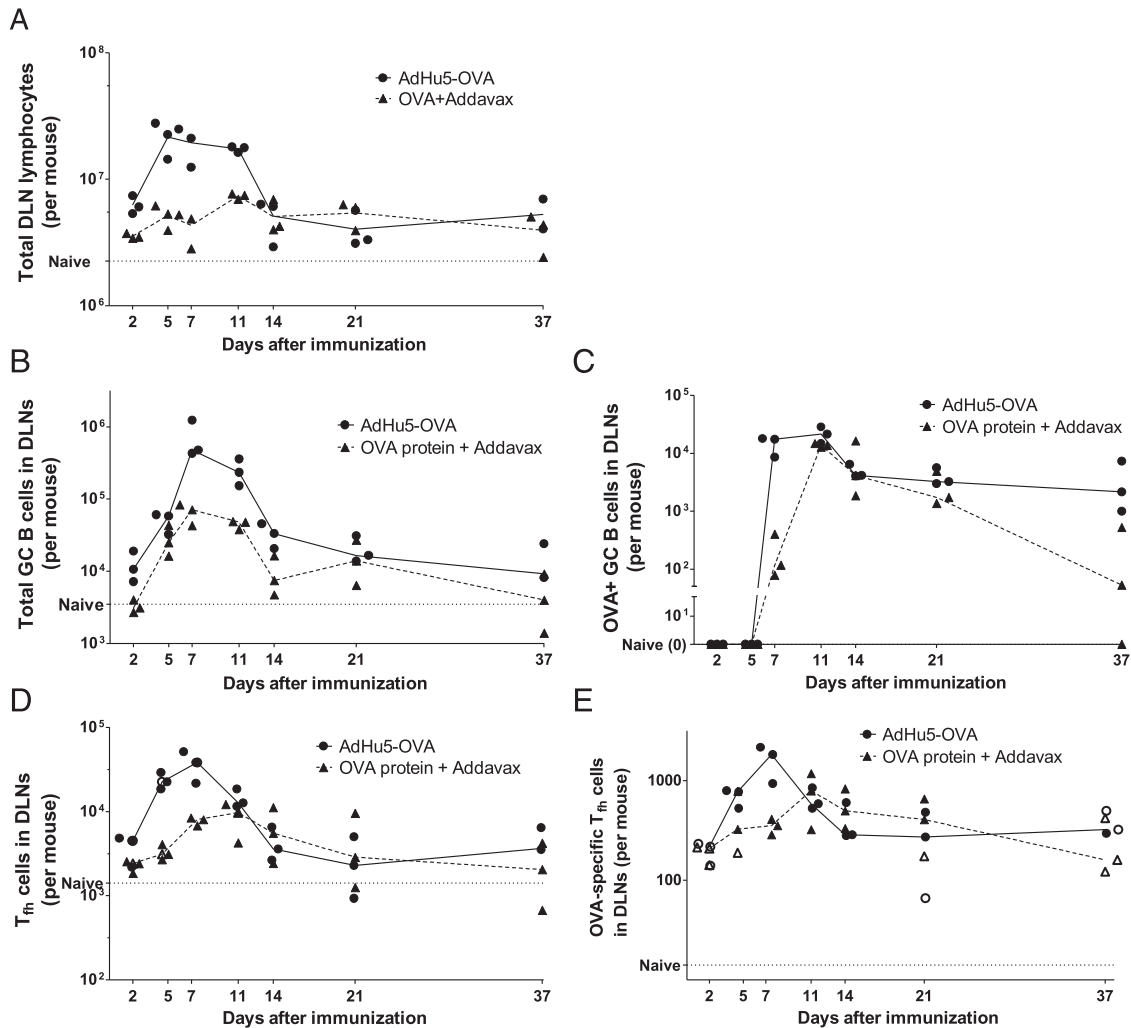 A
Total DLN lymphocytes
(per mouse)
10⁸
10⁷
10⁶
Naive
AdHu5-OVA
OVA+Addavax
2 5 7 11 14 21 37
Days after immunization
B
Total GC B cells in DLNs
(per mouse)
10⁶
10⁵
10⁴
10³
Naive
AdHu5-OVA
OVA protein + Addavax
2 5 7 11 14 21 37
Days after immunization
C
OVA+ GC B cells in DLNs
(per mouse)
10⁵
10⁴
10³
10²
10¹
Naive (0)
AdHu5-OVA
OVA protein + Addavax
2 5 7 11 14 21 37
Days after immunization
D
Tfh cells in DLNs
(per mouse)
10⁵
10⁴
10³
10²
Naive
AdHu5-OVA
OVA protein + Addavax
2 5 7 11 14 21 37
Days after immunization
E
OVA-specific Tfh cells
in DLNs (per mouse)
1000
100
Naive
AdHu5-OVA
OVA protein + Addavax
2 5 7 11 14 21 37
Days after immunization